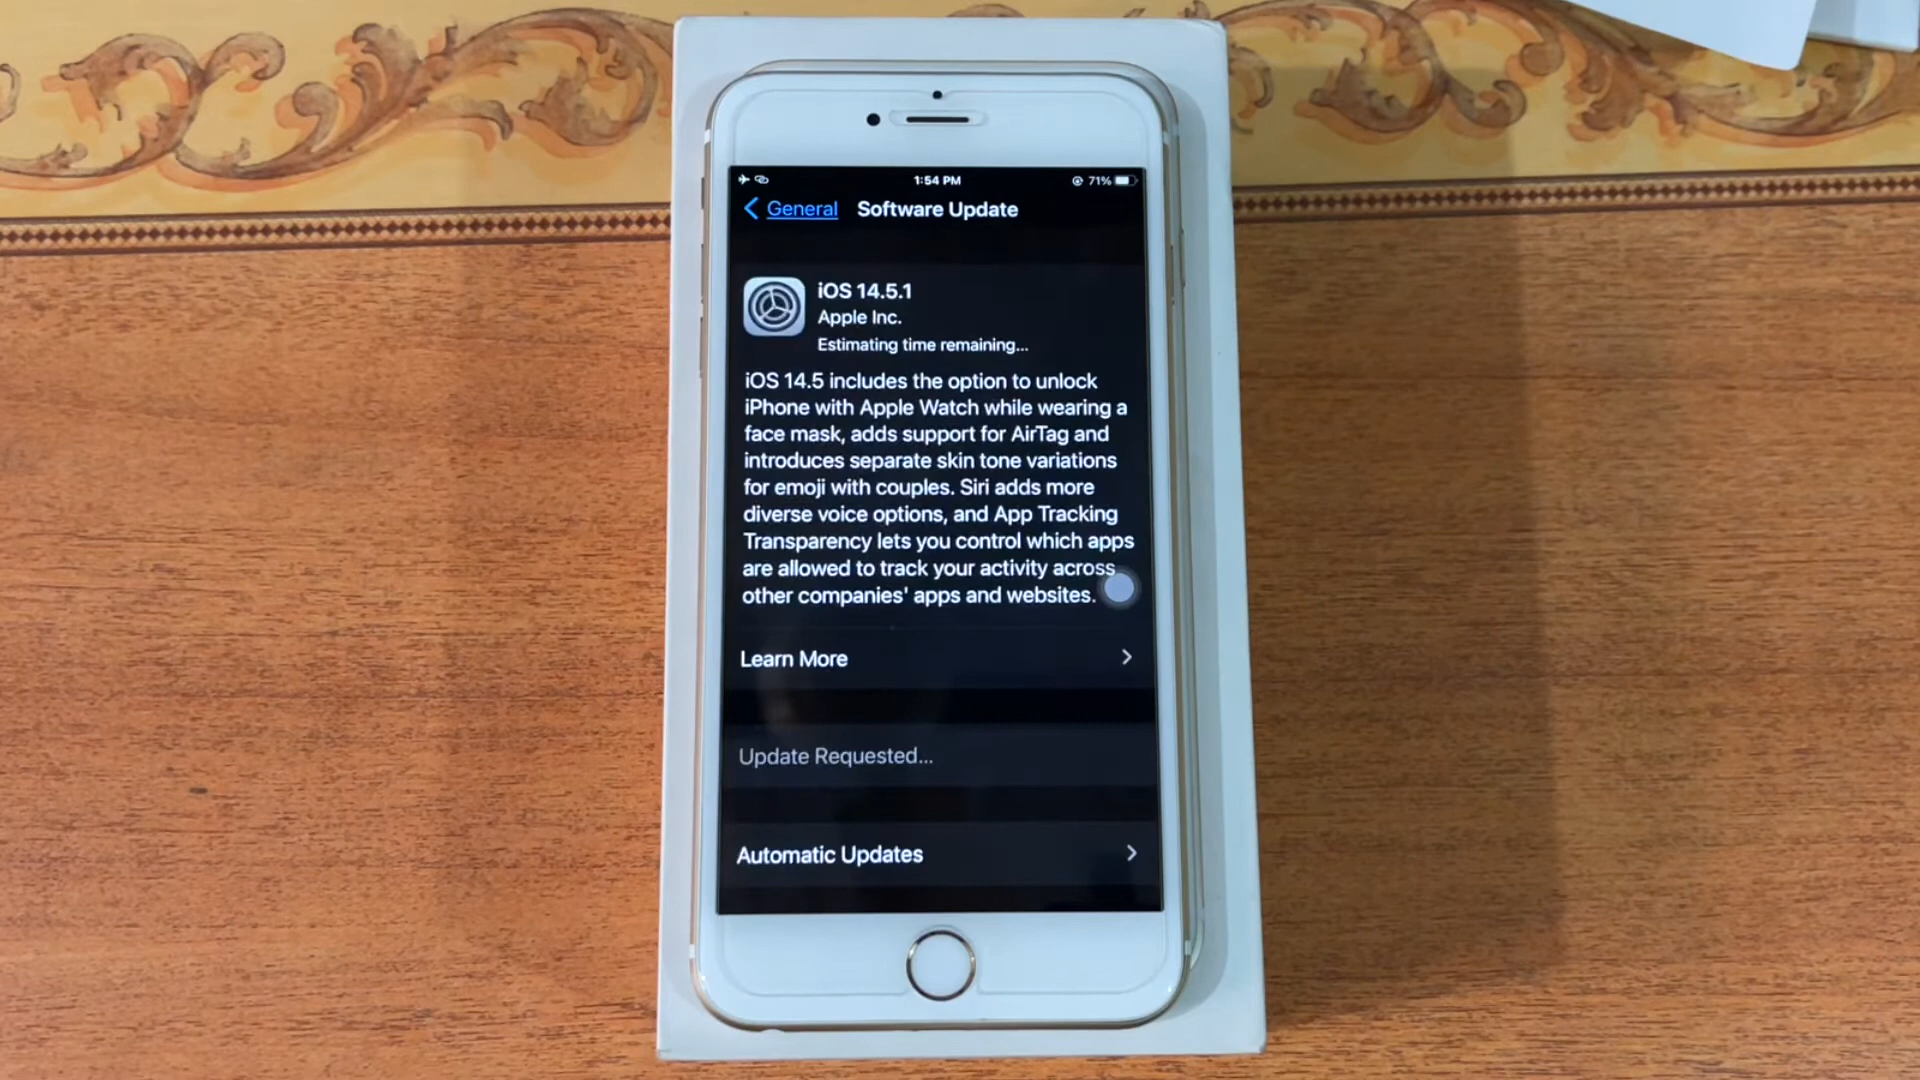 1:54 PM
71%
General
Software Update
iOS 14.5.1
Apple Inc.
Estimating time remaining...
iOS 14.5 includes the option to unlock
iPhone with Apple Watch while wearing a
face mask, adds support for AirTag and
introduces separate skin tone variations
for emoji with couples. Siri adds more
diverse voice options, and App Tracking
Transparency lets you control which apps
are allowed to track your activity across
other companies' apps and websites.
Learn More
Update Requested...
Automatic Updates